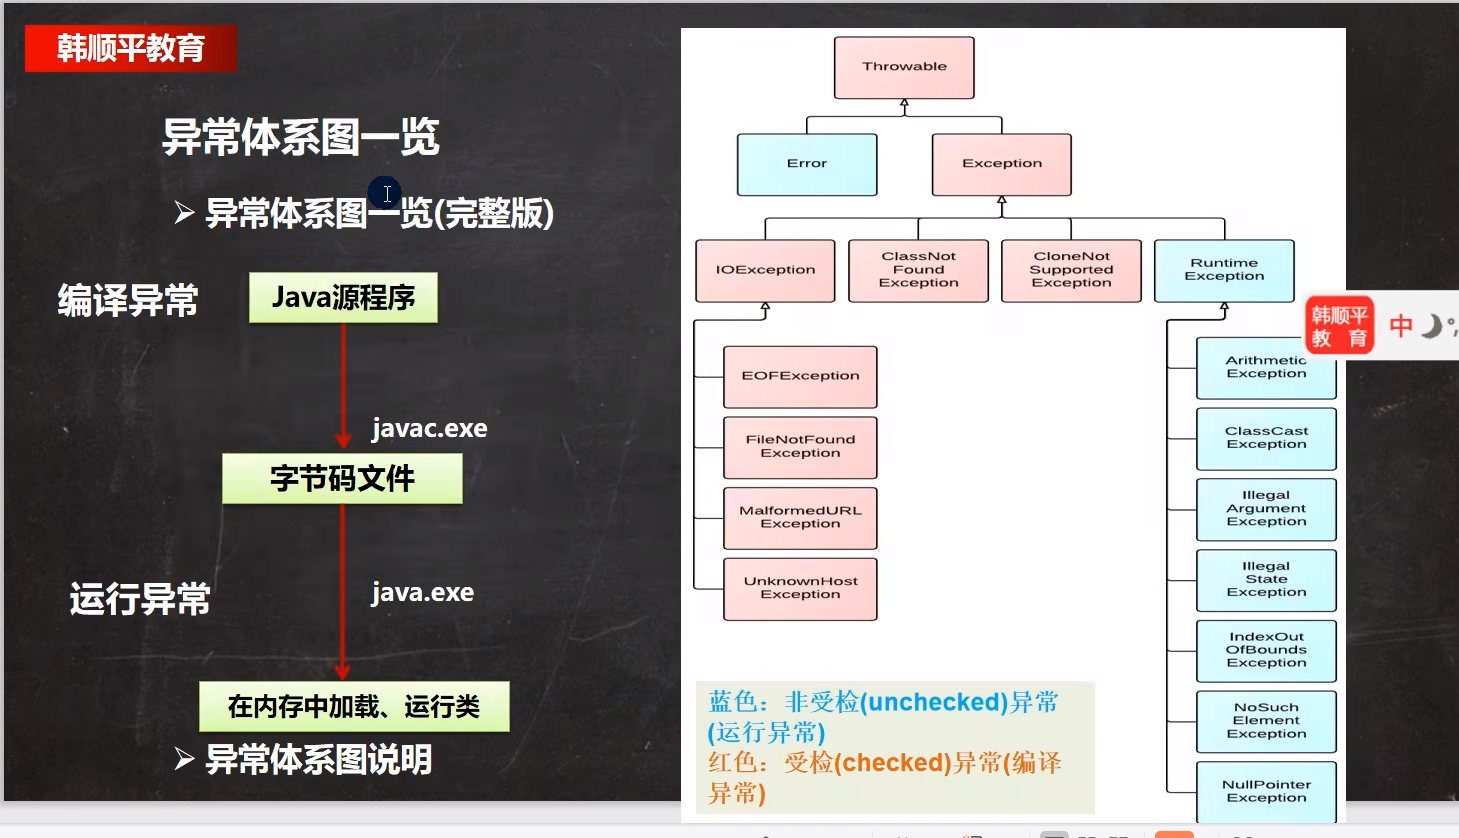 韩顺平教育
异常体系图一览
异常体系图一览(完整版)
编译异常
Java源程序
javac.exe
字节码文件
运行异常
java.exe
在内存中加载、运行类
异常体系图说明
Throwable
Error
Exception
IOException
ClassNot
Found
Exception
CloneNot
Supported
Exception
Runtime
Exception
EOFException
FileNotFound
Exception
MalformedURL
Exception
UnknownHost
Exception
Arithmetic
Exception
ClassCast
Exception
Illegal
Argument
Exception
Illegal
State
Exception
IndexOut
OfBounds
Exception
NoSuch
Element
Exception
NullPointer
Exception
蓝色：非受检(unchecked)异常
(运行异常)
红色：受检(checked)异常(编译
异常)
韩顺平
教 育
中